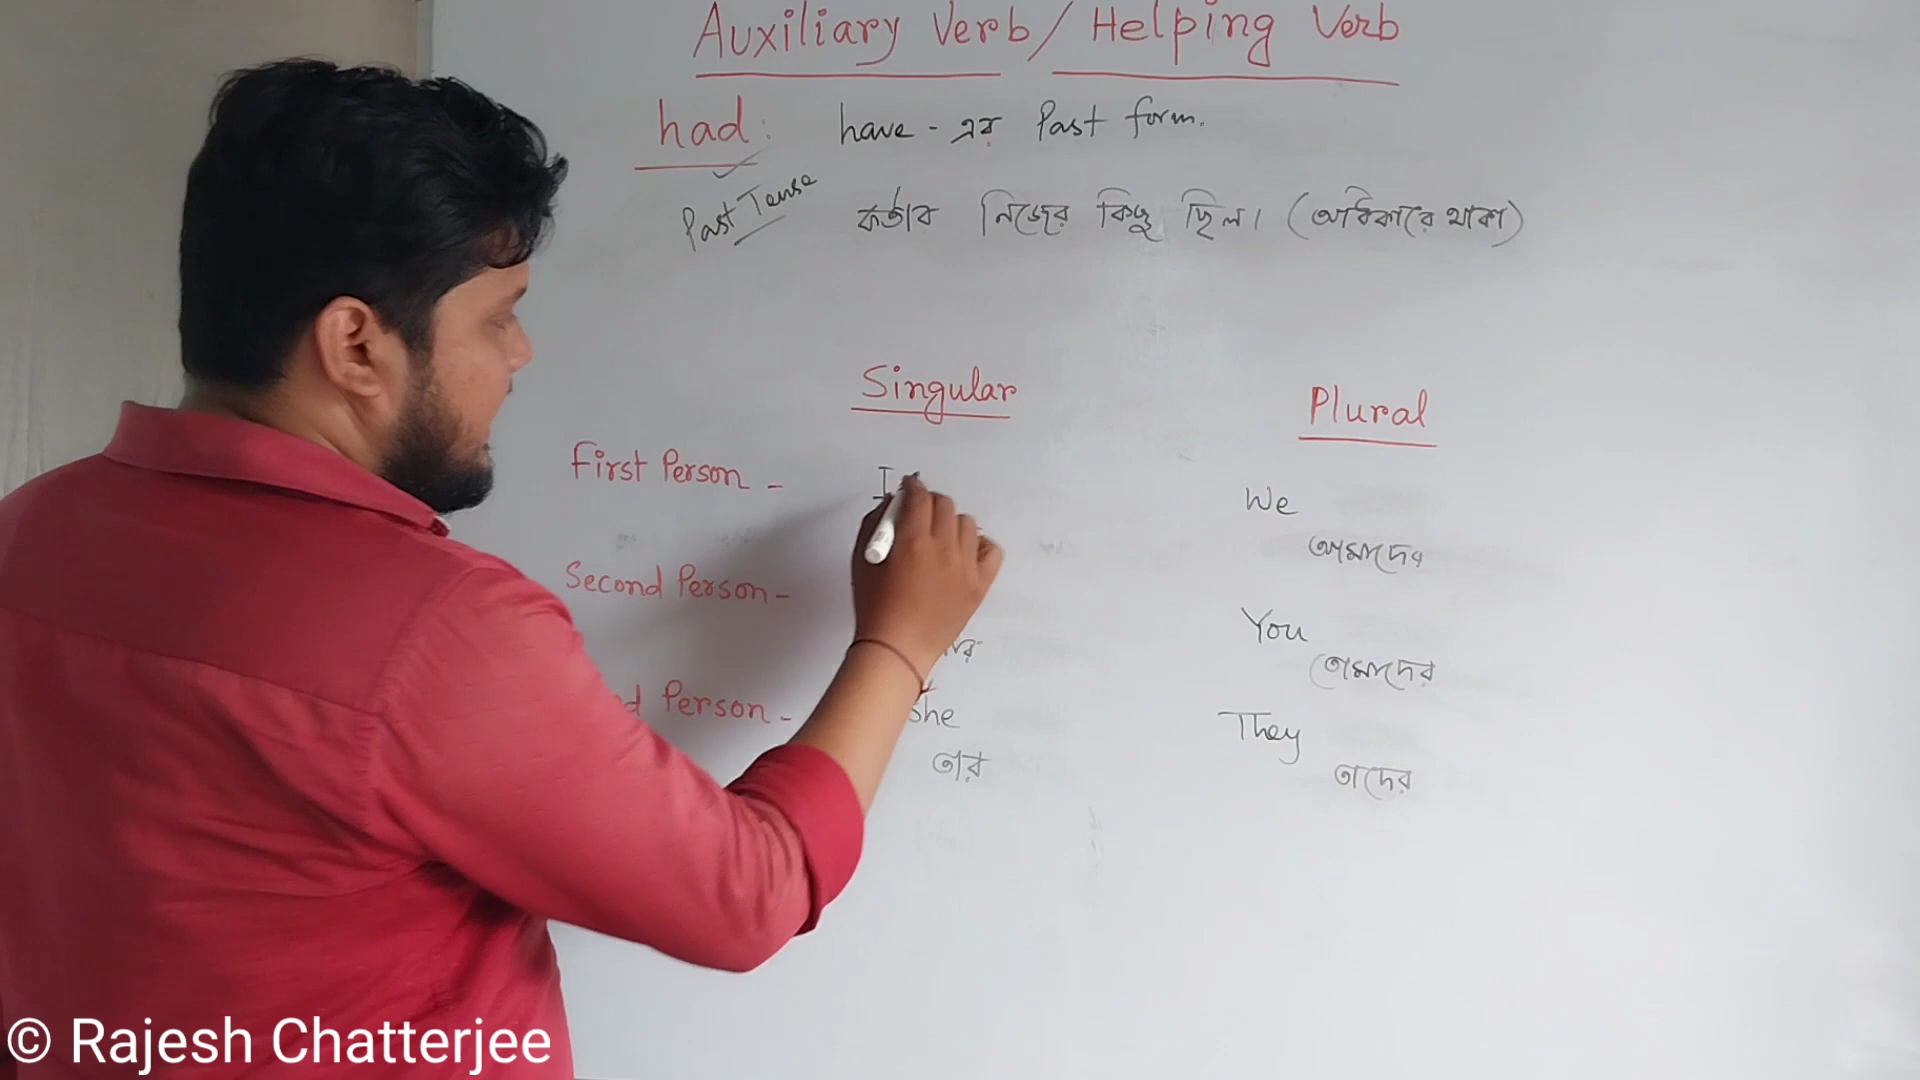 Auxiliary Verb / Helping Verb
had: have - এর Past form.
Past Tense
কর্তার নিজের কিছু ছিল। (অধিকারে থাকা)
Singular Plural
First Person - I We
আমাদের
Second Person - You
তোমাদের
Person - She They
তার তাদের
© Rajesh Chatterjee